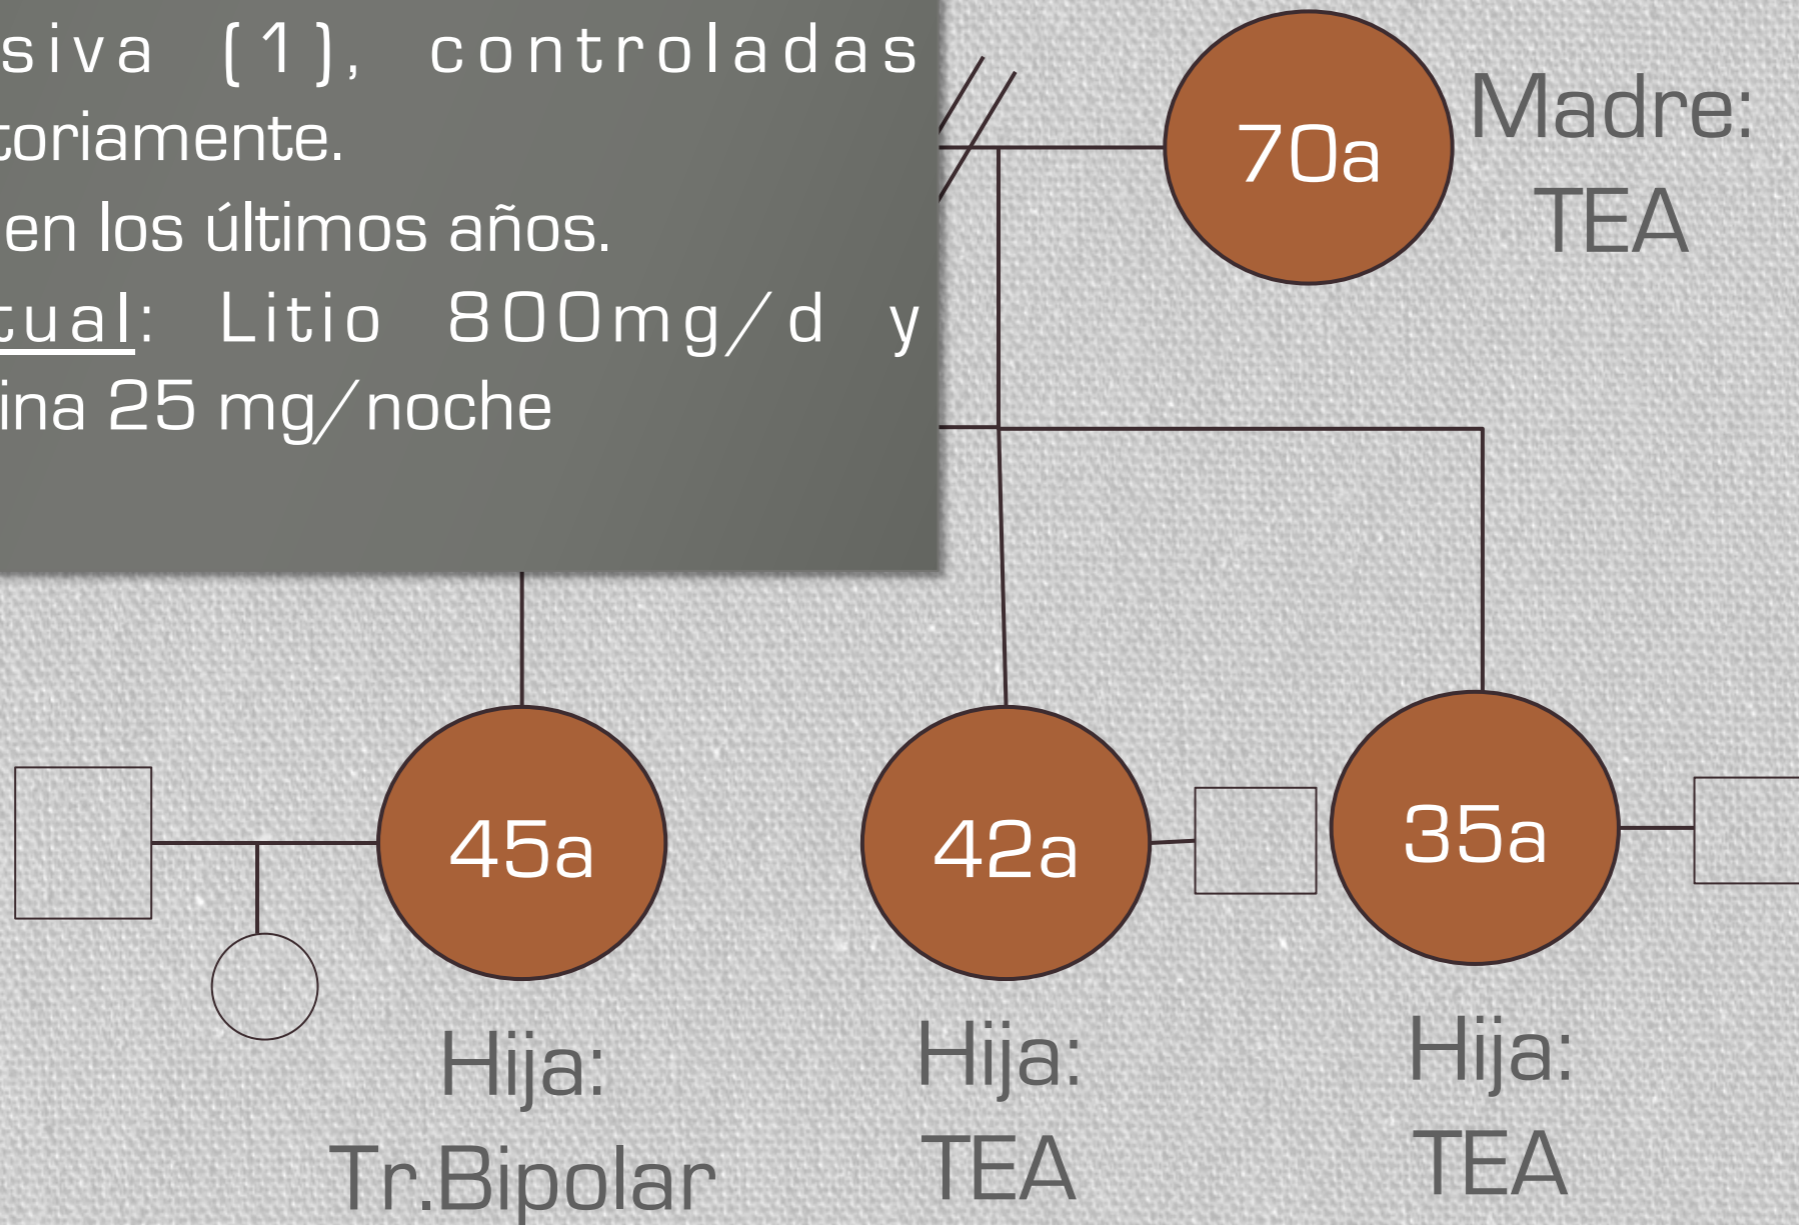 siva (1), controladas
toriamente.
en los últimos años.
tual: Litio 800mg/d y
ina 25 mg/noche
70a
Madre:
TEA
45a
42a
35a
Hija:
Tr.Bipolar
Hija:
TEA
Hija:
TEA